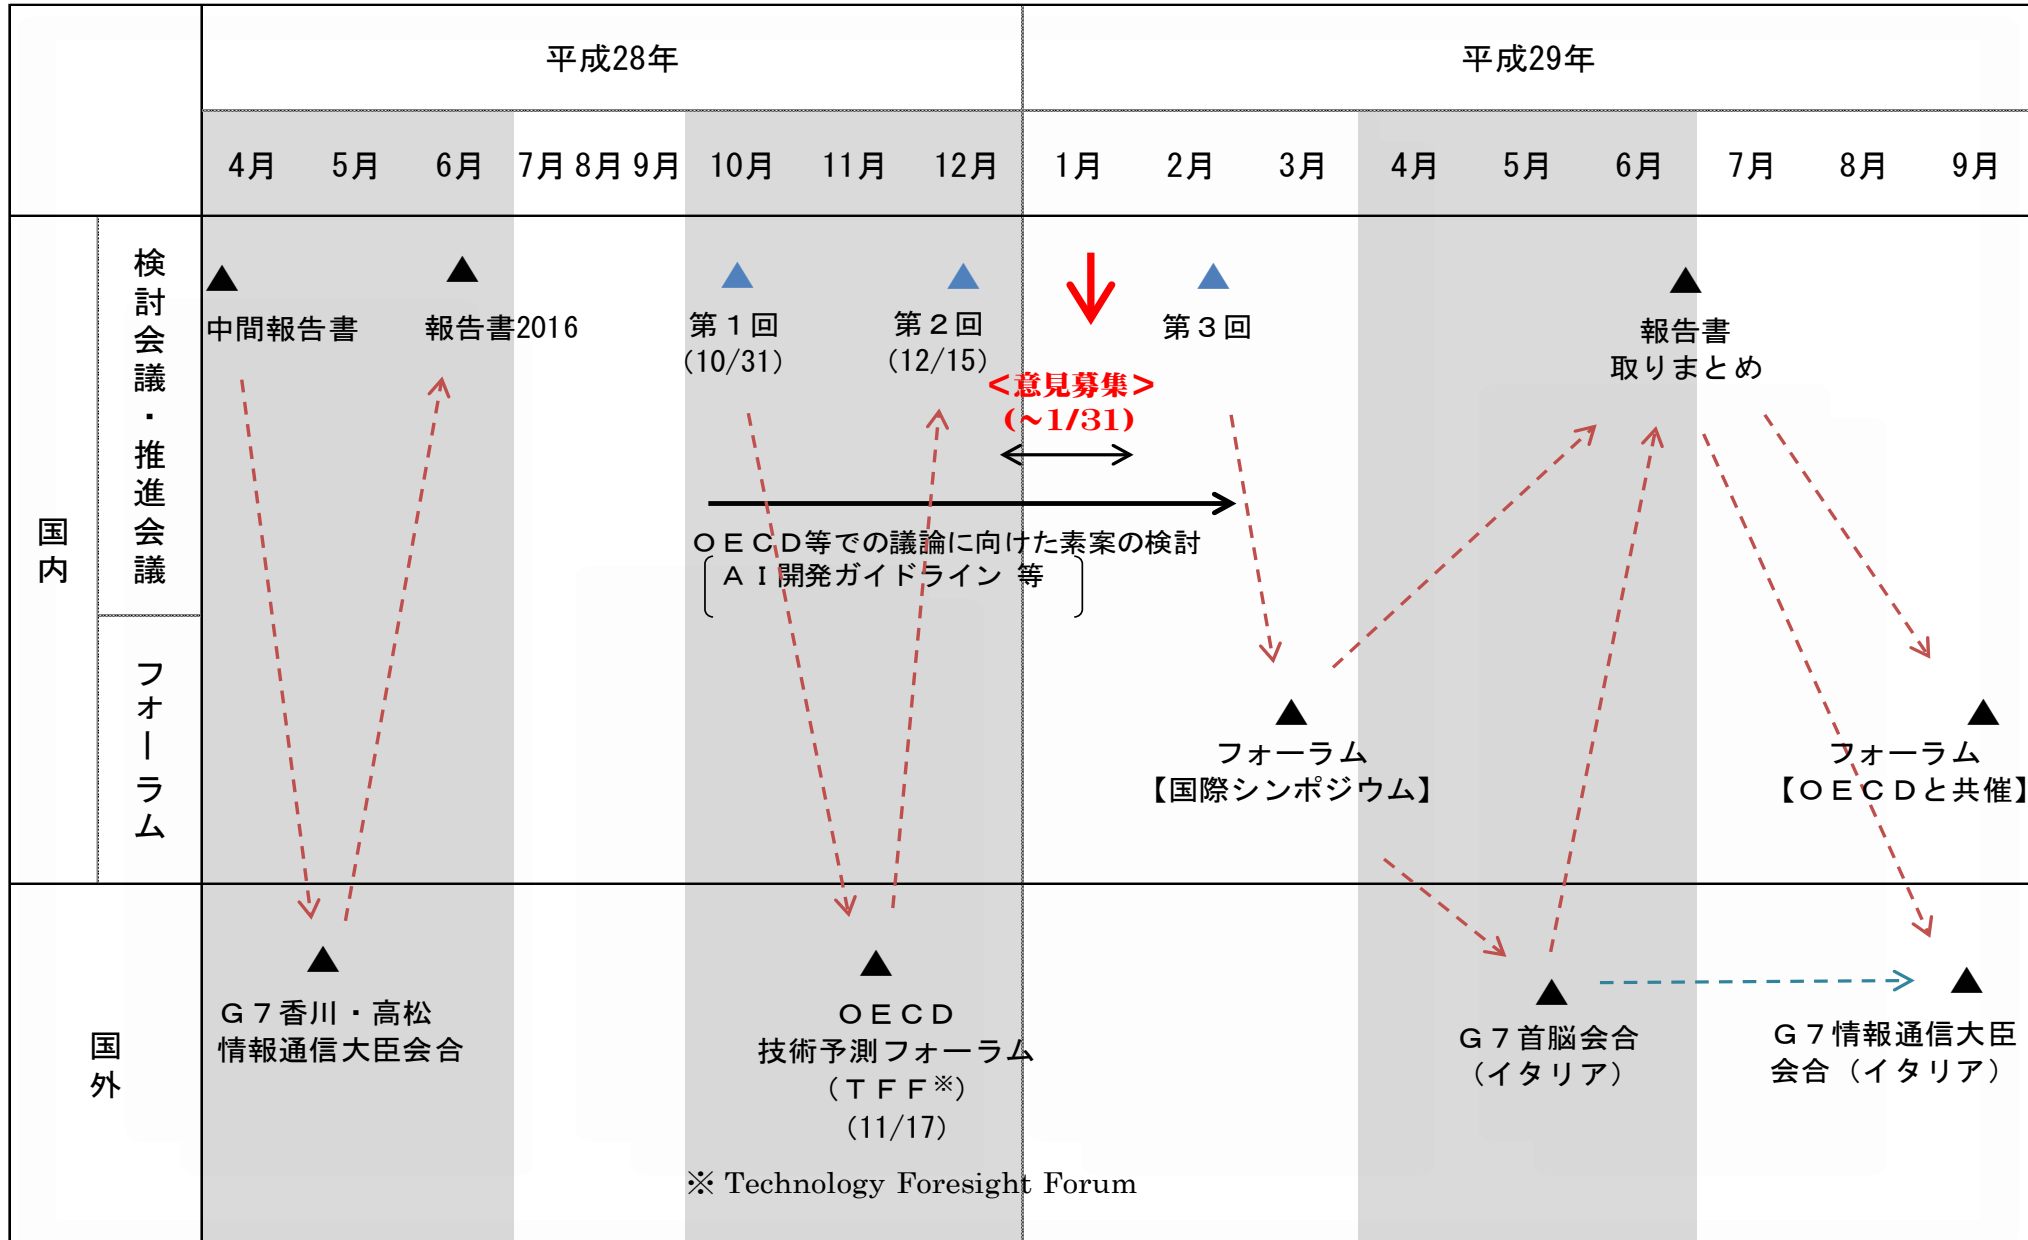 平成28年
平成29年
4月 5月 6月 7月 8月 9月 10月 11月 12月 1月 2月 3月 4月 5月 6月 7月 8月 9月
国内
検討会議・推進会議
中間報告書
報告書2016
第１回
(10/31)
第２回
(12/15)
<意見募集>
(～1/31)
第３回
報告書
取りまとめ
ＯＥＣＤ等での議論に向けた素案の検討
ＡＩ開発ガイドライン 等
フォーラム
フォーラム
【国際シンポジウム】
フォーラム
【ＯＥＣＤと共催】
国外
Ｇ７香川・高松
情報通信大臣会合
ＯＥＣＤ
技術予測フォーラム
（ＴＦＦ※）
(11/17)
Ｇ７首脳会合
（イタリア）
Ｇ７情報通信大臣
会合（イタリア）
※ Technology Foresight Forum